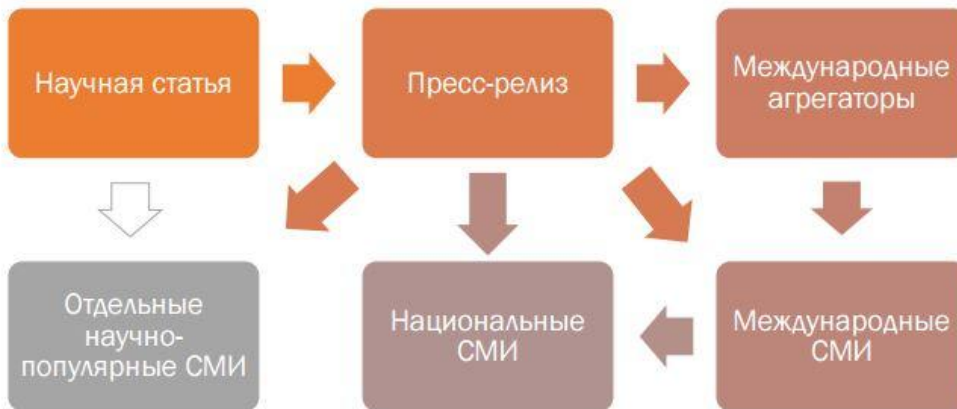 Научная статья
Пресс-релиз
Международные
агрегаторы
Отдельные
научно-
популярные СМИ
Национальные
СМИ
Международные
СМИ